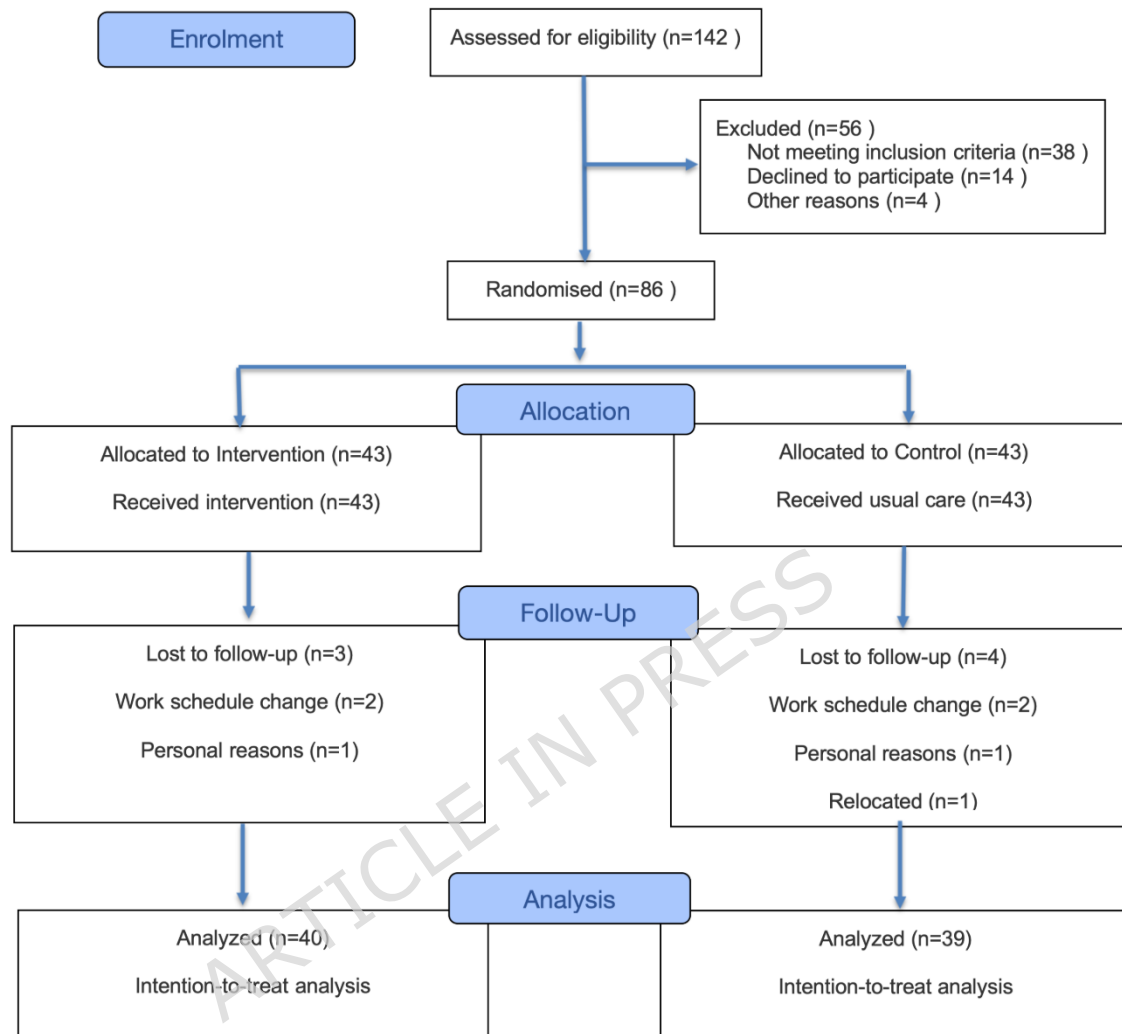 Enrolment
Assessed for eligibility (n=142 )
Excluded (n=56 )
Not meeting inclusion criteria (n=38 )
Declined to participate (n=14 )
Other reasons (n=4 )
Randomised (n=86 )
Allocation
Allocated to Intervention (n=43)
Received intervention (n=43)
Allocated to Control (n=43)
Received usual care (n=43)
Follow-Up
Lost to follow-up (n=3)
Work schedule change (n=2)
Personal reasons (n=1)
Lost to follow-up (n=4)
Work schedule change (n=2)
Personal reasons (n=1)
Relocated (n=1)
Analysis
Analyzed (n=40)
Intention-to-treat analysis
Analyzed (n=39)
Intention-to-treat analysis
ARTICLE IN PRESS